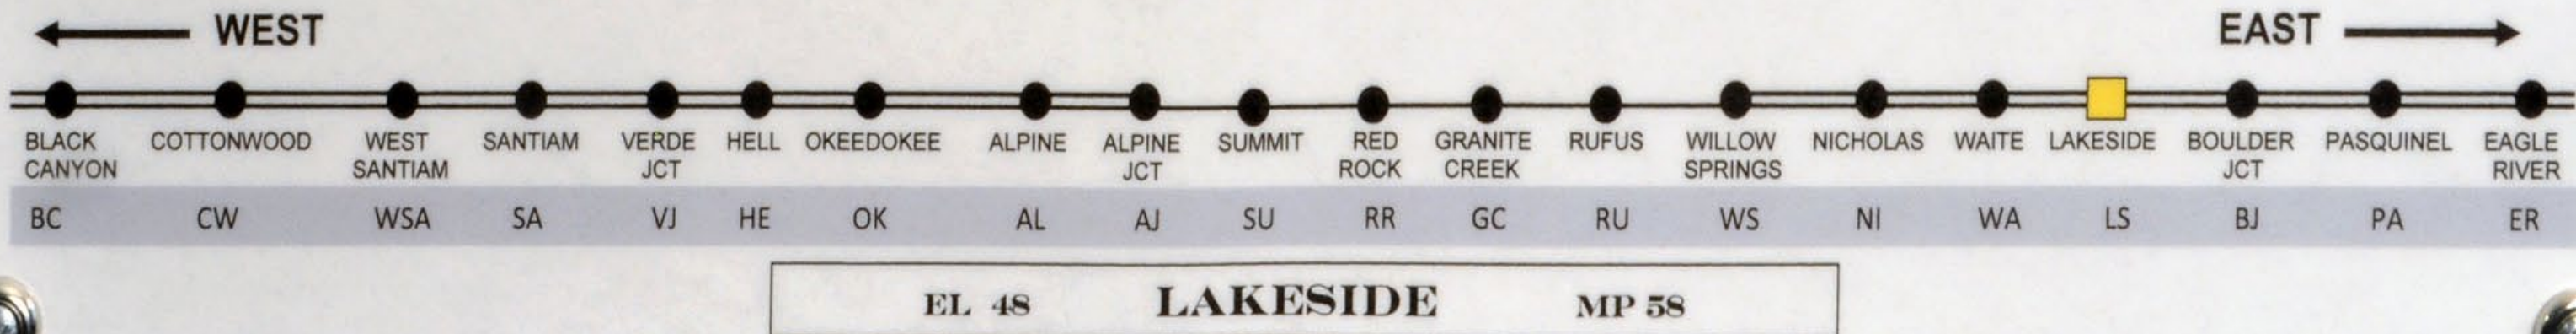 WEST EAST
BLACK CANYON
COTTONWOOD
WEST SANTIAM
SANTIAM
VERDE JCT
HELL
OKEEDOKEE
ALPINE
ALPINE JCT
SUMMIT
RED ROCK
GRANITE CREEK
RUFUS
WILLOW SPRINGS
NICHOLAS
WAITE
LAKESIDE
BOULDER JCT
PASQUINEL
EAGLE RIVER
BC CW WSA SA VJ HE OK AL AJ SU RR GC RU WS NI WA LS BJ PA ER
EL 48 LAKESIDE MP 58